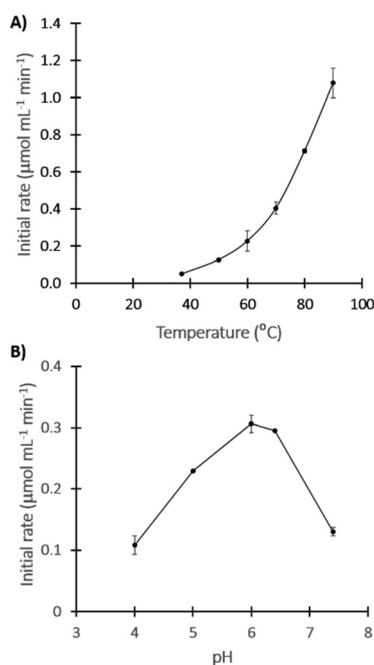 A)
Initial rate (µmol mL⁻¹ min⁻¹)
1.4
1.2
1.0
0.8
0.6
0.4
0.2
0.0
0 20 40 60 80 100
Temperature (°C)
B)
Initial rate (µmol mL⁻¹ min⁻¹)
0.4
0.3
0.2
0.1
0
3 4 5 6 7 8
pH